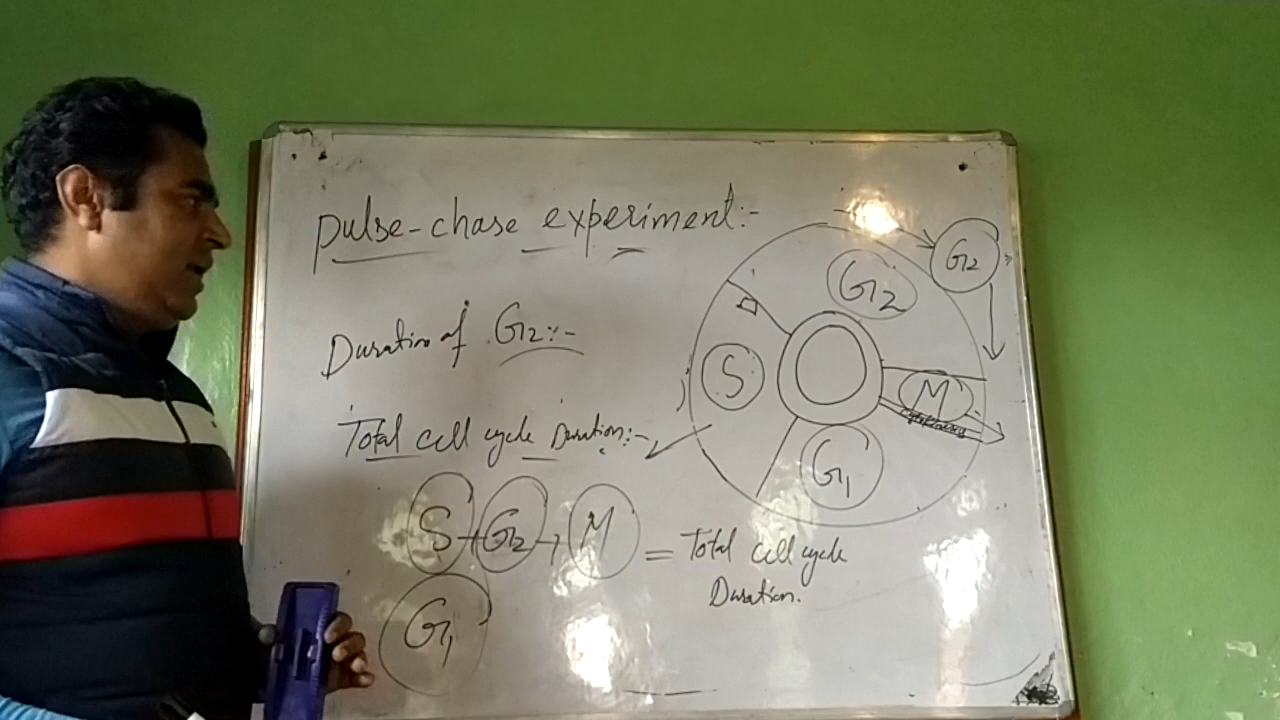 Pulse-chase experiment:-
Duration of G2:-
Total cell cycle Duration:-
S + G2 + M = Total cell cycle
Duration.
G1
G2
G2
S
M
Cytokinesis
G1